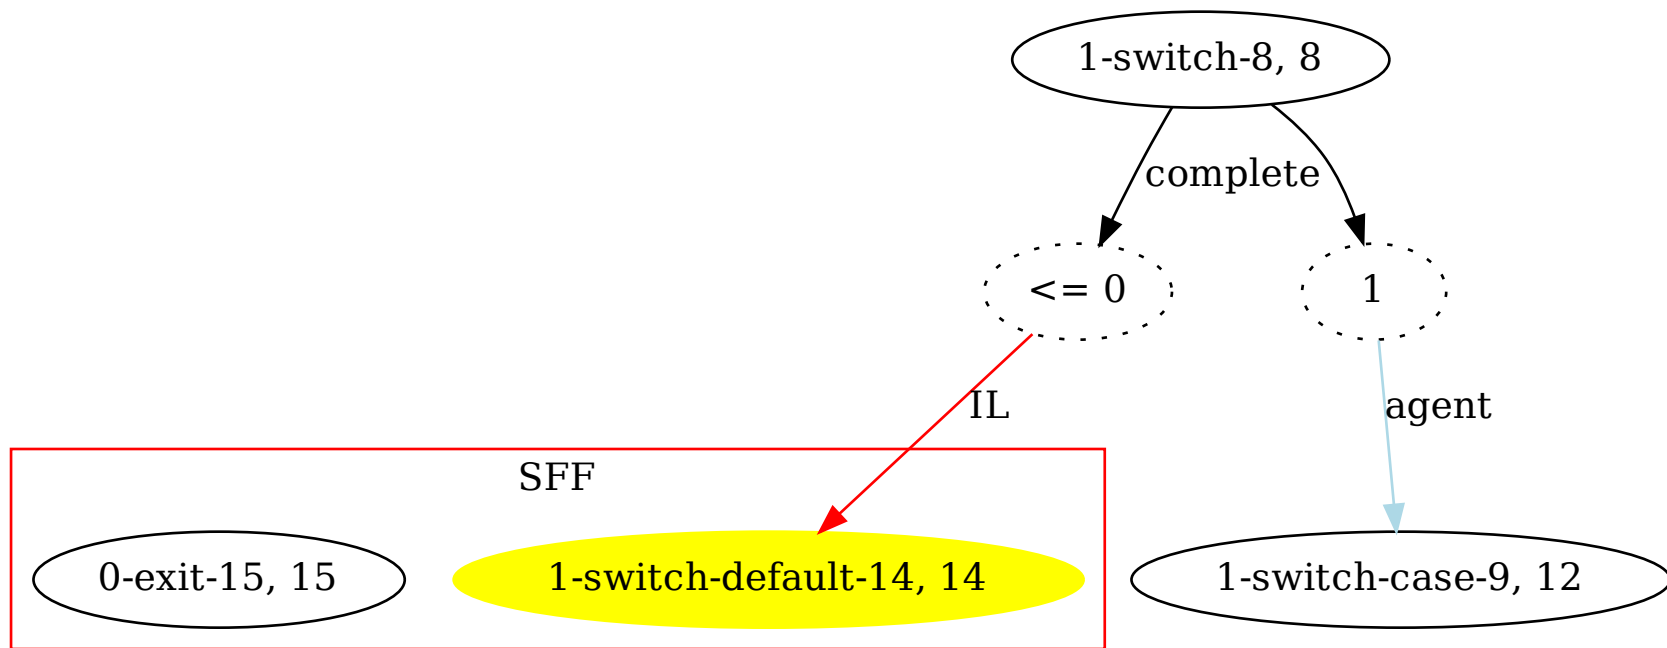 1-switch-8, 8
complete
<= 0
1
IL
agent
SFF
0-exit-15, 15
1-switch-default-14, 14
1-switch-case-9, 12